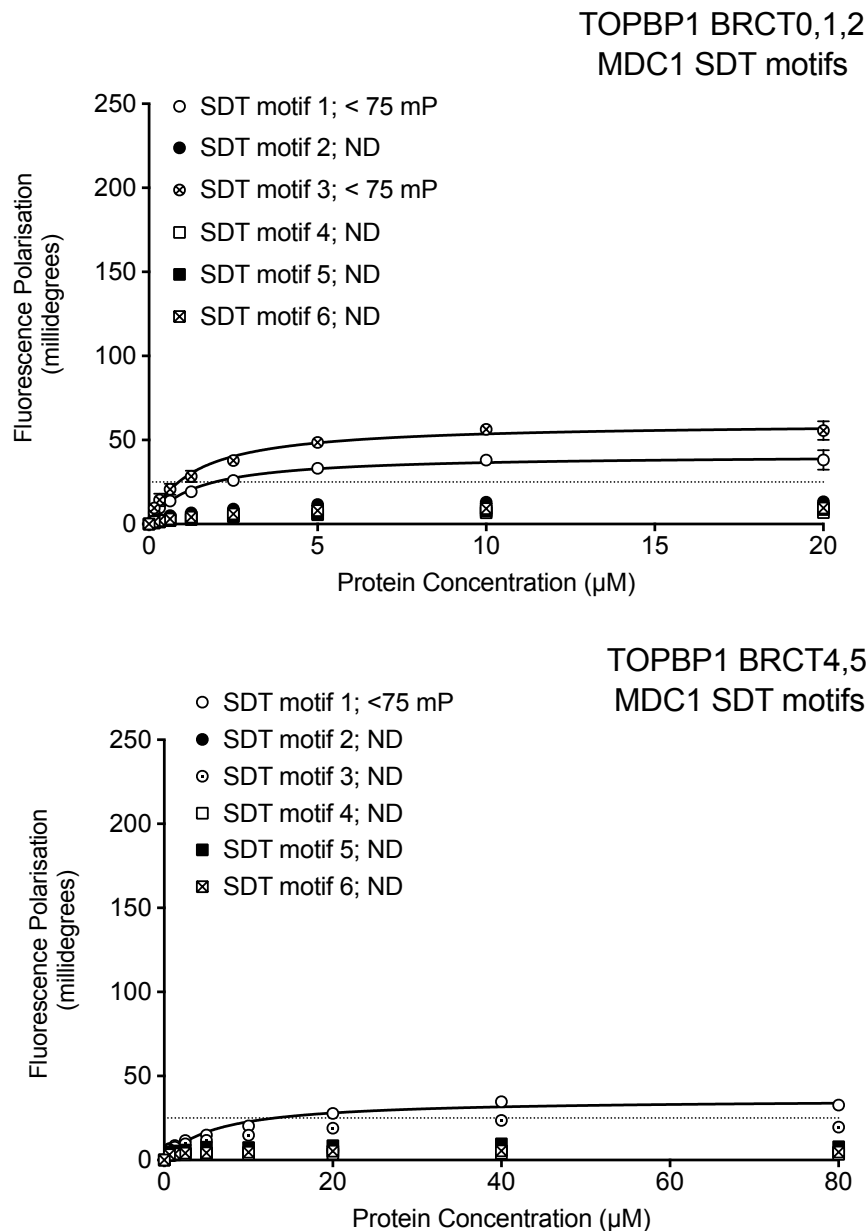 TOPBP1 BRCT0,1,2
MDC1 SDT motifs
SDT motif 1; < 75 mP
SDT motif 2; ND
SDT motif 3; < 75 mP
SDT motif 4; ND
SDT motif 5; ND
SDT motif 6; ND
Fluorescence Polarisation
(millidegrees)
250
200
150
100
50
0
0 5 10 15 20
Protein Concentration (µM)
TOPBP1 BRCT4,5
MDC1 SDT motifs
SDT motif 1; <75 mP
SDT motif 2; ND
SDT motif 3; ND
SDT motif 4; ND
SDT motif 5; ND
SDT motif 6; ND
Fluorescence Polarisation
(millidegrees)
250
200
150
100
50
0
0 20 40 60 80
Protein Concentration (µM)